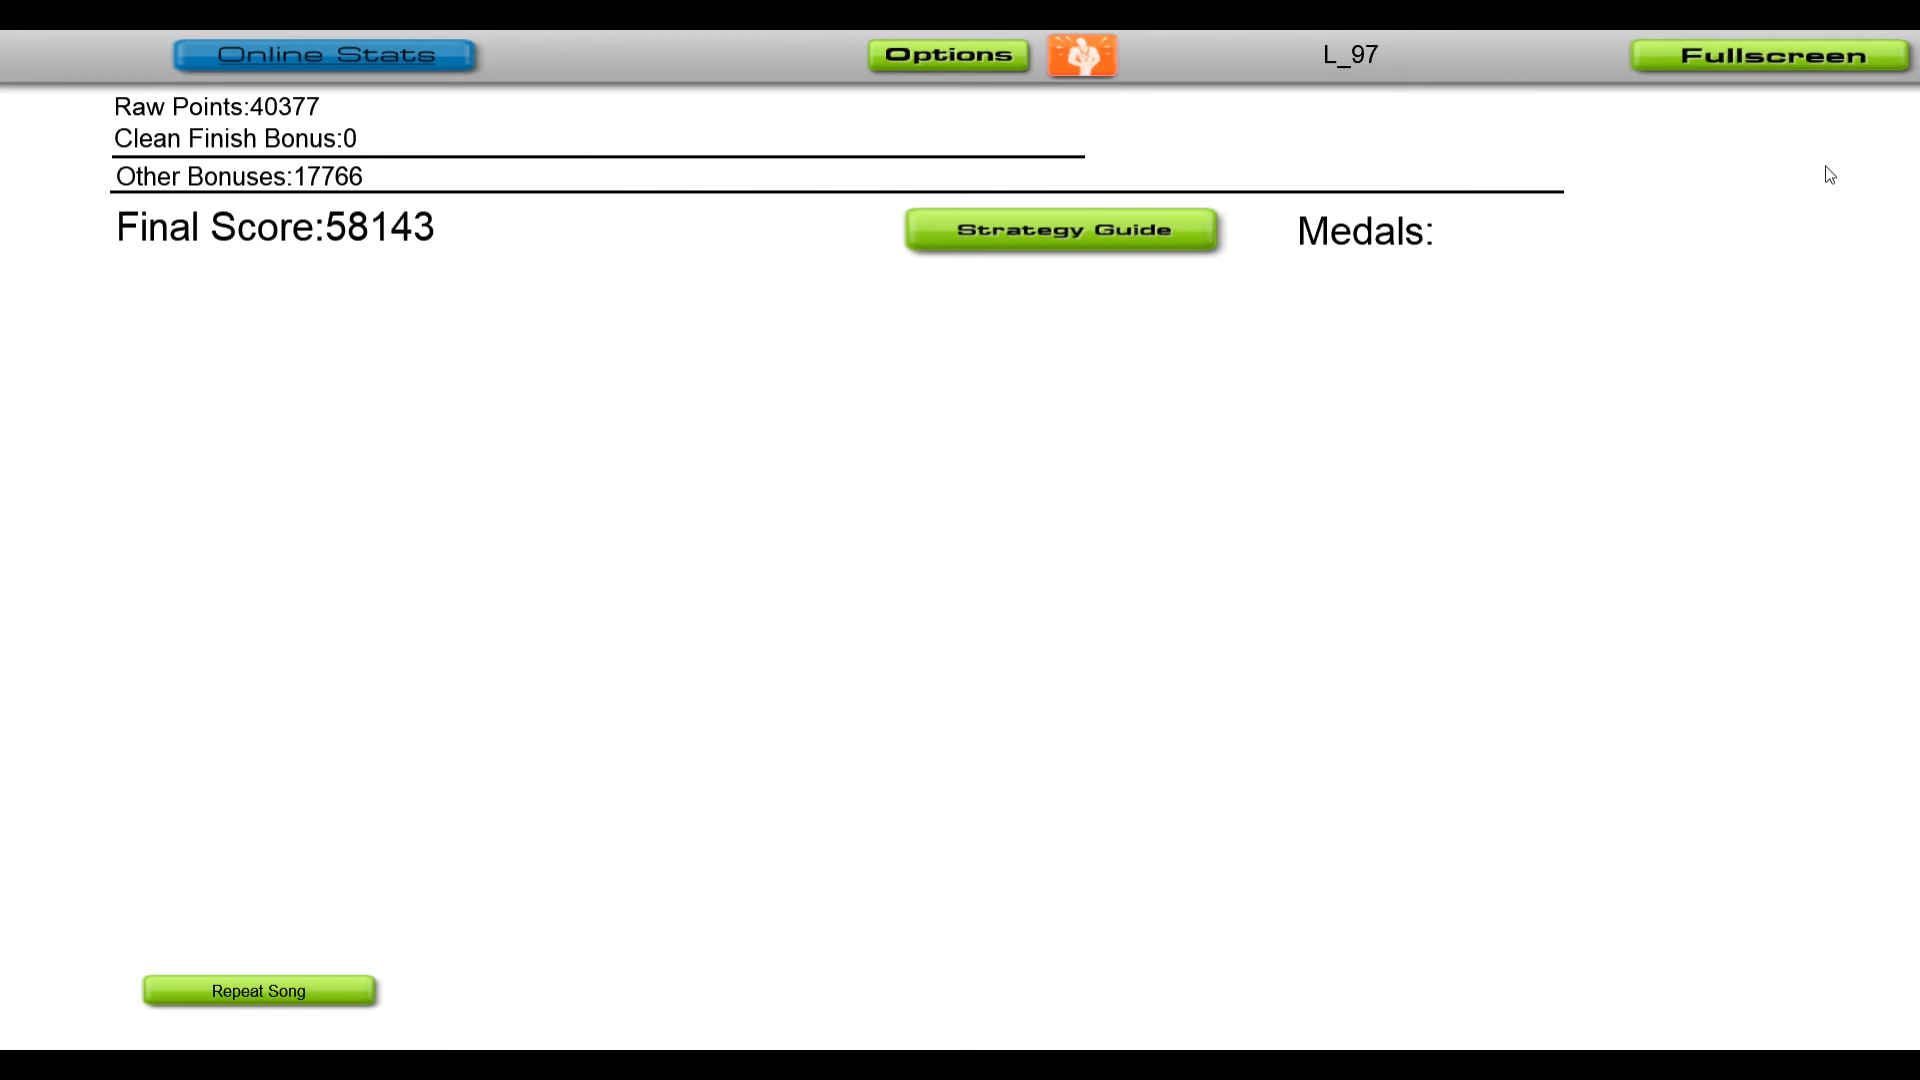 Online Stats
Options
L_97
Fullscreen
Raw Points:40377
Clean Finish Bonus:0
Other Bonuses:17766
Final Score:58143
Strategy Guide
Medals:
Repeat Song